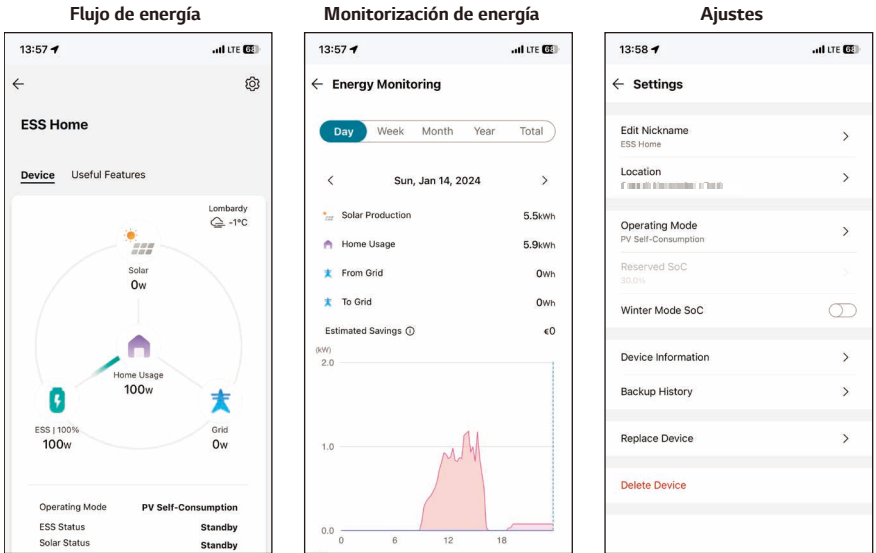 Flujo de energía
13:57
LTE 68
ESS Home
Device Useful Features
Lombardy
-1°C
Solar
0W
Home Usage
100W
ESS | 100%
100W
Grid
0W
Operating Mode PV Self-Consumption
ESS Status Standby
Solar Status Standby
Monitorización de energía
13:57
LTE 68
Energy Monitoring
Day Week Month Year Total
Sun, Jan 14, 2024
Solar Production 5.5kWh
Home Usage 5.9kWh
From Grid 0Wh
To Grid 0Wh
Estimated Savings €0
(kW)
2.0
1.0
0.0
0 6 12 18
Ajustes
13:58
LTE 68
Settings
Edit Nickname
ESS Home
Location
Operating Mode
PV Self-Consumption
Reserved SoC
30.0%
Winter Mode SoC
Device Information
Backup History
Replace Device
Delete Device